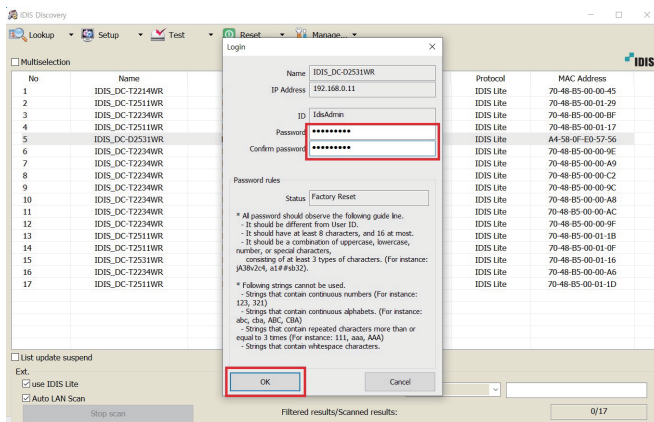 IDIS Discovery
Lookup Setup Test Reset Manage...
Multiselection
IDIS
No Name Protocol MAC Address
1 IDIS_DC-T2214WR IDIS Lite 70-48-B5-00-00-45
2 IDIS_DC-T2511WR IDIS Lite 70-48-B5-00-01-29
3 IDIS_DC-T2234WR IDIS Lite 70-48-B5-00-00-BF
4 IDIS_DC-T2511WR IDIS Lite 70-48-B5-00-01-17
5 IDIS_DC-D2531WR IDIS Lite A4-58-0F-E0-57-56
6 IDIS_DC-T2234WR IDIS Lite 70-48-B5-00-00-9E
7 IDIS_DC-T2234WR IDIS Lite 70-48-B5-00-00-A9
8 IDIS_DC-T2234WR IDIS Lite 70-48-B5-00-00-C2
9 IDIS_DC-T2234WR IDIS Lite 70-48-B5-00-00-9C
10 IDIS_DC-T2234WR IDIS Lite 70-48-B5-00-00-A8
11 IDIS_DC-T2234WR IDIS Lite 70-48-B5-00-00-AC
12 IDIS_DC-T2234WR IDIS Lite 70-48-B5-00-00-9F
13 IDIS_DC-T2511WR IDIS Lite 70-48-B5-00-01-1B
14 IDIS_DC-T2511WR IDIS Lite 70-48-B5-00-01-0F
15 IDIS_DC-T2531WR IDIS Lite 70-48-B5-00-01-16
16 IDIS_DC-T2234WR IDIS Lite 70-48-B5-00-00-A6
17 IDIS_DC-T2511WR IDIS Lite 70-48-B5-00-01-1D
List update suspend
Ext.
use IDIS Lite
Auto LAN Scan
Stop scan
Filtered results/Scanned results:
0/17
Login
Name IDIS_DC-D2531WR
IP Address 192.168.0.11
ID IdisAdmin
Password
Confirm password
Password rules
Status Factory Reset
* All password should observe the following guide line.
- It should be different from User ID.
- It should have at least 8 characters, and 16 at most.
- It should be a combination of uppercase, lowercase,
number, or special characters,
consisting of at least 3 types of characters. (For instance:
jA38v2c4, a1##sb32).
* Following strings cannot be used.
- Strings that contain continuous numbers (For instance:
123, 321)
- Strings that contain continuous alphabets. (For instance:
abc, cba, ABC, CBA)
- Strings that contain repeated characters more than or
equal to 3 times (For instance: 111, aaa, AAA)
- Strings that contain whitespace characters.
OK Cancel